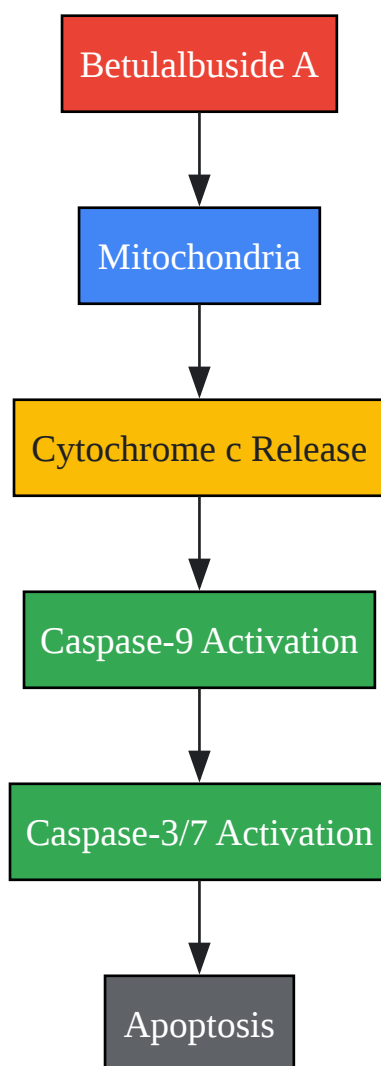 Betulalbuside A
Mitochondria
Cytochrome c Release
Caspase-9 Activation
Caspase-3/7 Activation
Apoptosis